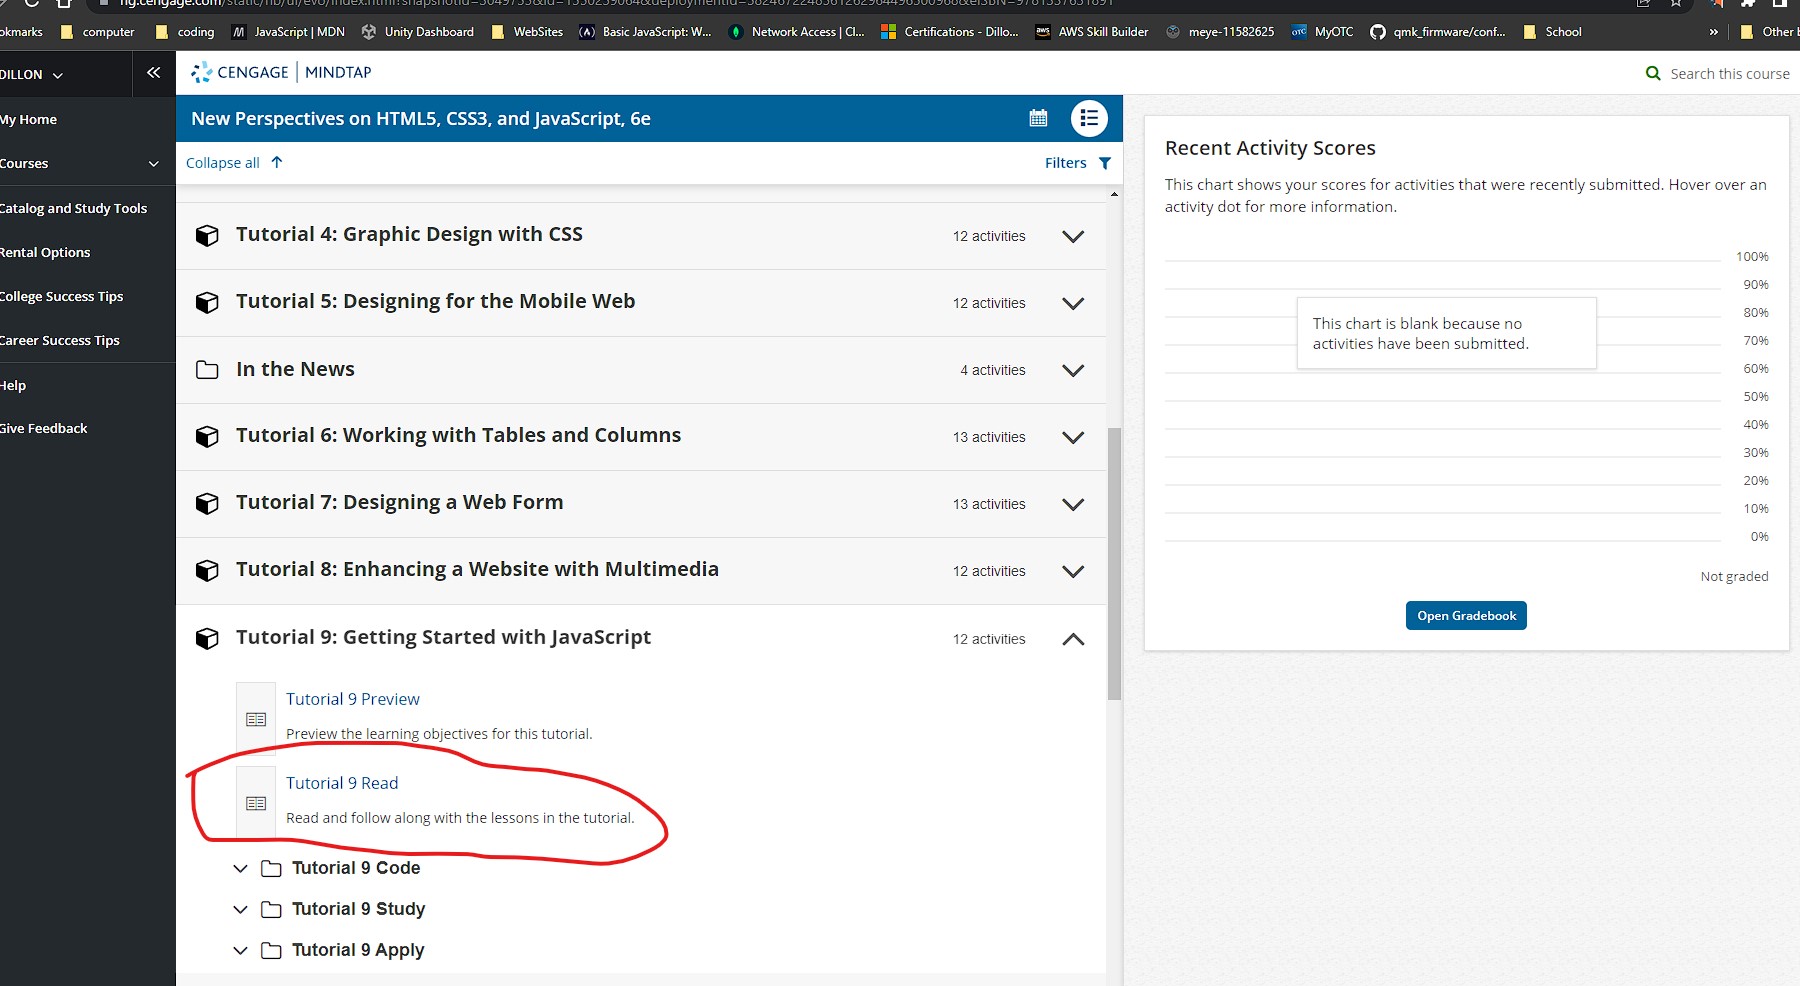 ng.cengage.com/static/nb/ui/evo/index.html?snapshotId=
okmarks
computer
coding
JavaScript | MDN
Unity Dashboard
WebSites
Basic JavaScript: W...
Network Access | Cl...
Certifications - Dillo...
AWS Skill Builder
meye-11582625
MyOTC
qmk_firmware/conf...
School
»
Other b
DILLON
CENGAGE | MINDTAP
Search this course
My Home
Courses
Catalog and Study Tools
Rental Options
College Success Tips
Career Success Tips
Help
Give Feedback
New Perspectives on HTML5, CSS3, and JavaScript, 6e
Collapse all
Filters
Tutorial 4: Graphic Design with CSS
12 activities
Tutorial 5: Designing for the Mobile Web
12 activities
In the News
4 activities
Tutorial 6: Working with Tables and Columns
13 activities
Tutorial 7: Designing a Web Form
13 activities
Tutorial 8: Enhancing a Website with Multimedia
12 activities
Tutorial 9: Getting Started with JavaScript
12 activities
Tutorial 9 Preview
Preview the learning objectives for this tutorial.
Tutorial 9 Read
Read and follow along with the lessons in the tutorial.
Tutorial 9 Code
Tutorial 9 Study
Tutorial 9 Apply
Recent Activity Scores
This chart shows your scores for activities that were recently submitted. Hover over an
activity dot for more information.
100%
90%
80%
This chart is blank because no
activities have been submitted.
70%
60%
50%
40%
30%
20%
10%
0%
Not graded
Open Gradebook